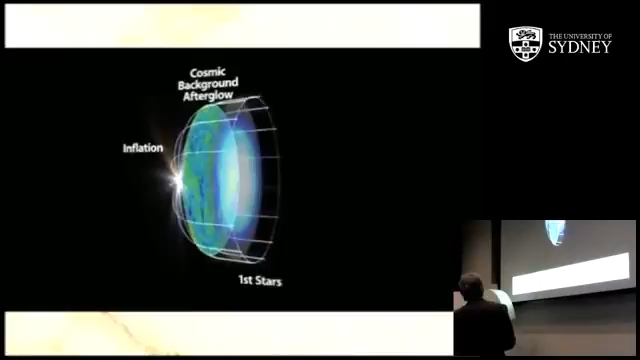 THE UNIVERSITY OF
SYDNEY
Cosmic
Background
Afterglow
Inflation
1st Stars